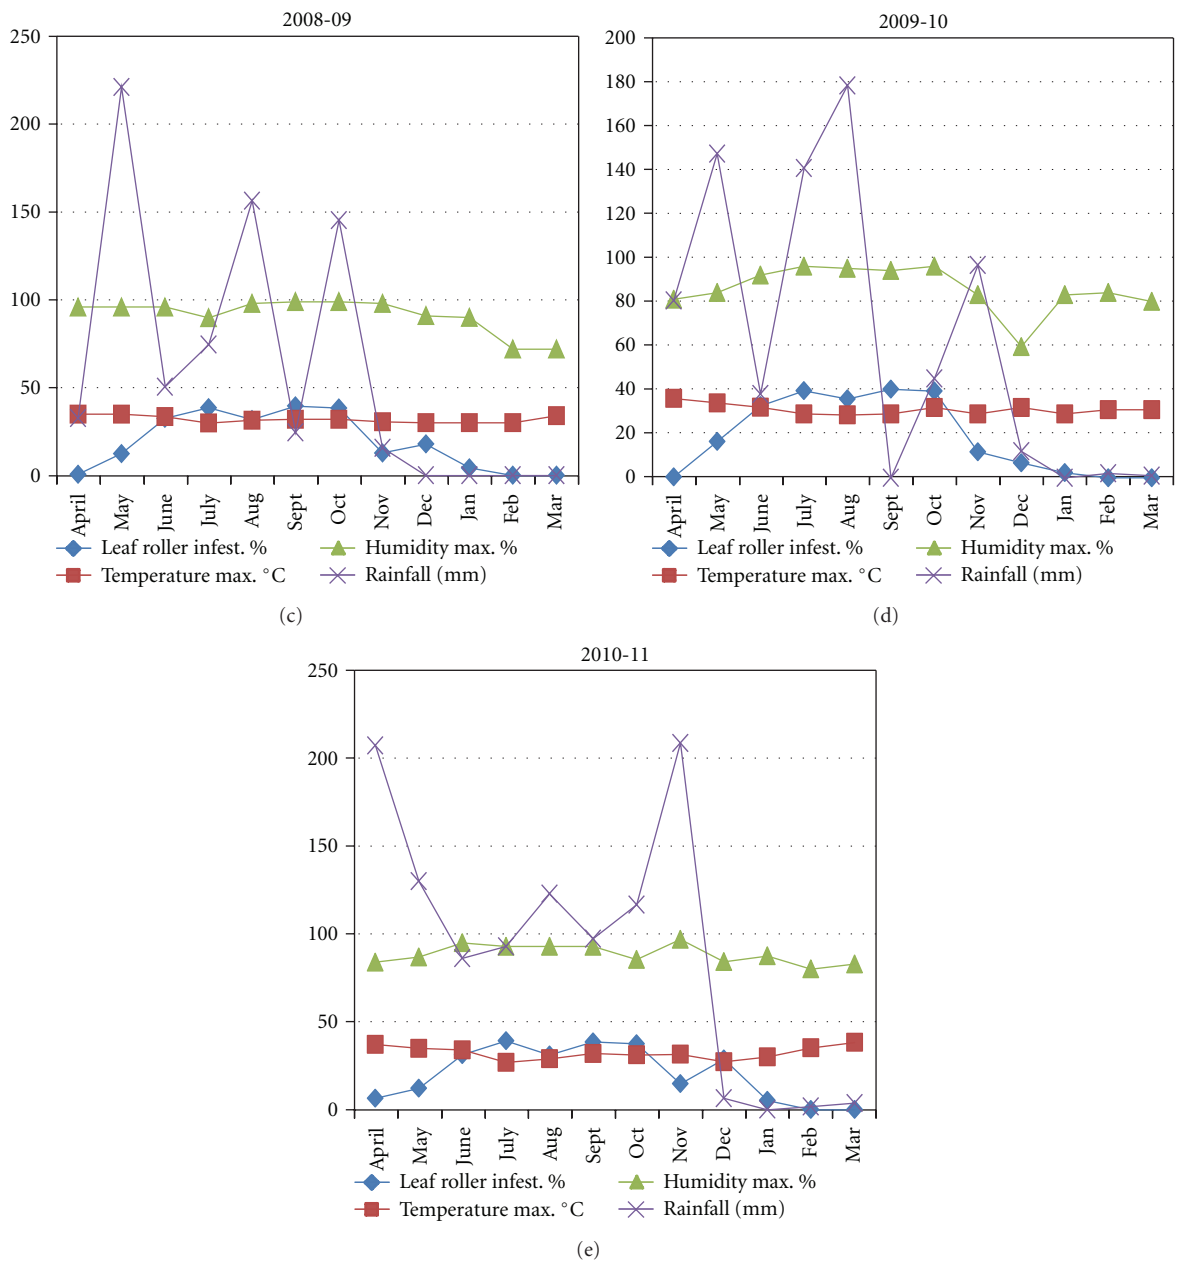 2008-09
250
200
150
100
50
0
April May June July Aug Sept Oct Nov Dec Jan Feb Mar
Leaf roller infest. % Humidity max. %
Temperature max. °C Rainfall (mm)
(c)
2009-10
200
180
160
140
120
100
80
60
40
20
0
April May June July Aug Sept Oct Nov Dec Jan Feb Mar
Leaf roller infest. % Humidity max. %
Temperature max. °C Rainfall (mm)
(d)
2010-11
250
200
150
100
50
0
April May June July Aug Sept Oct Nov Dec Jan Feb Mar
Leaf roller infest. % Humidity max. %
Temperature max. °C Rainfall (mm)
(e)